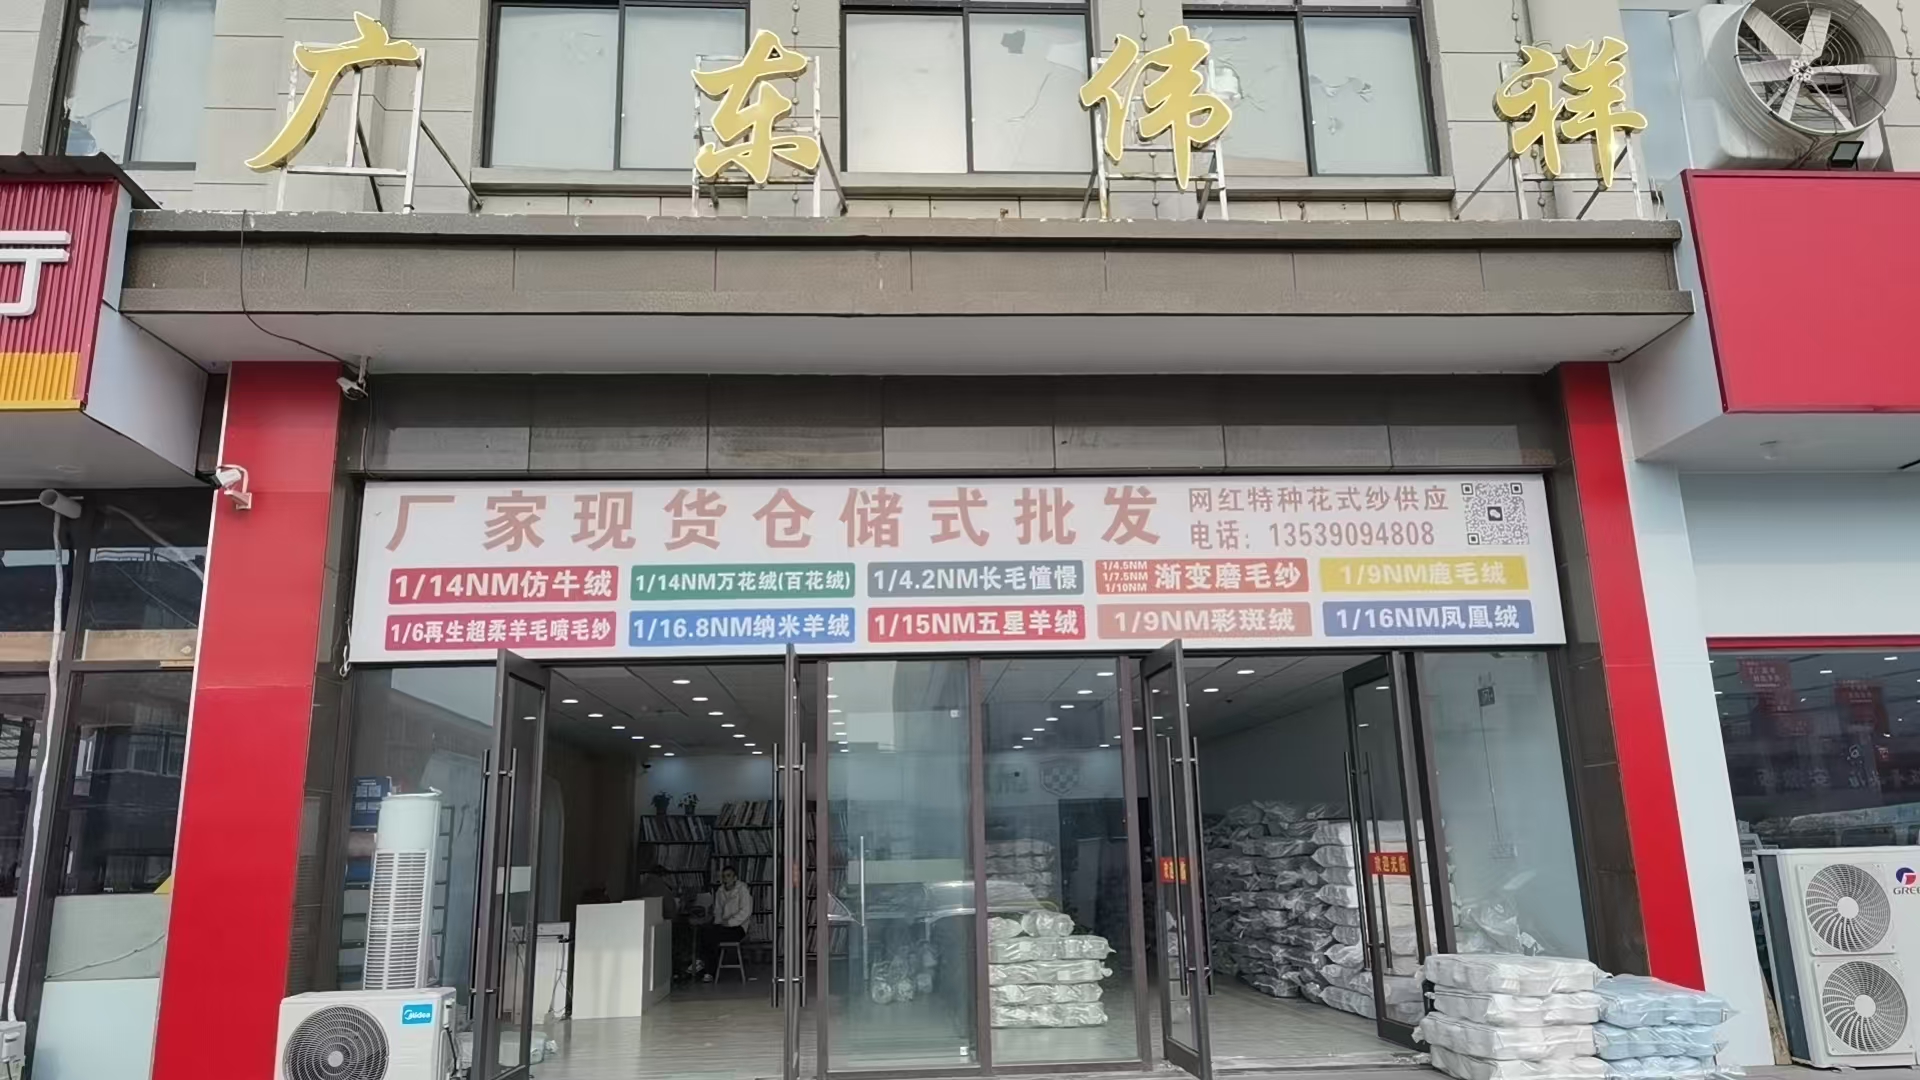 广东伟祥
厂家现货仓储式批发
网红特种花式纱供应
电话：13539094808
1/14NM仿牛绒
1/14NM万花绒(百花绒)
1/4.2NM长毛憧憬
1/4.5NM
1/7.5NM
1/10NM
渐变磨毛纱
1/9NM鹿毛绒
1/6再生超柔羊毛喷毛纱
1/16.8NM纳米羊绒
1/15NM五星羊绒
1/9NM彩斑绒
1/16NM凤凰绒
欢迎光临
Midea
GREE